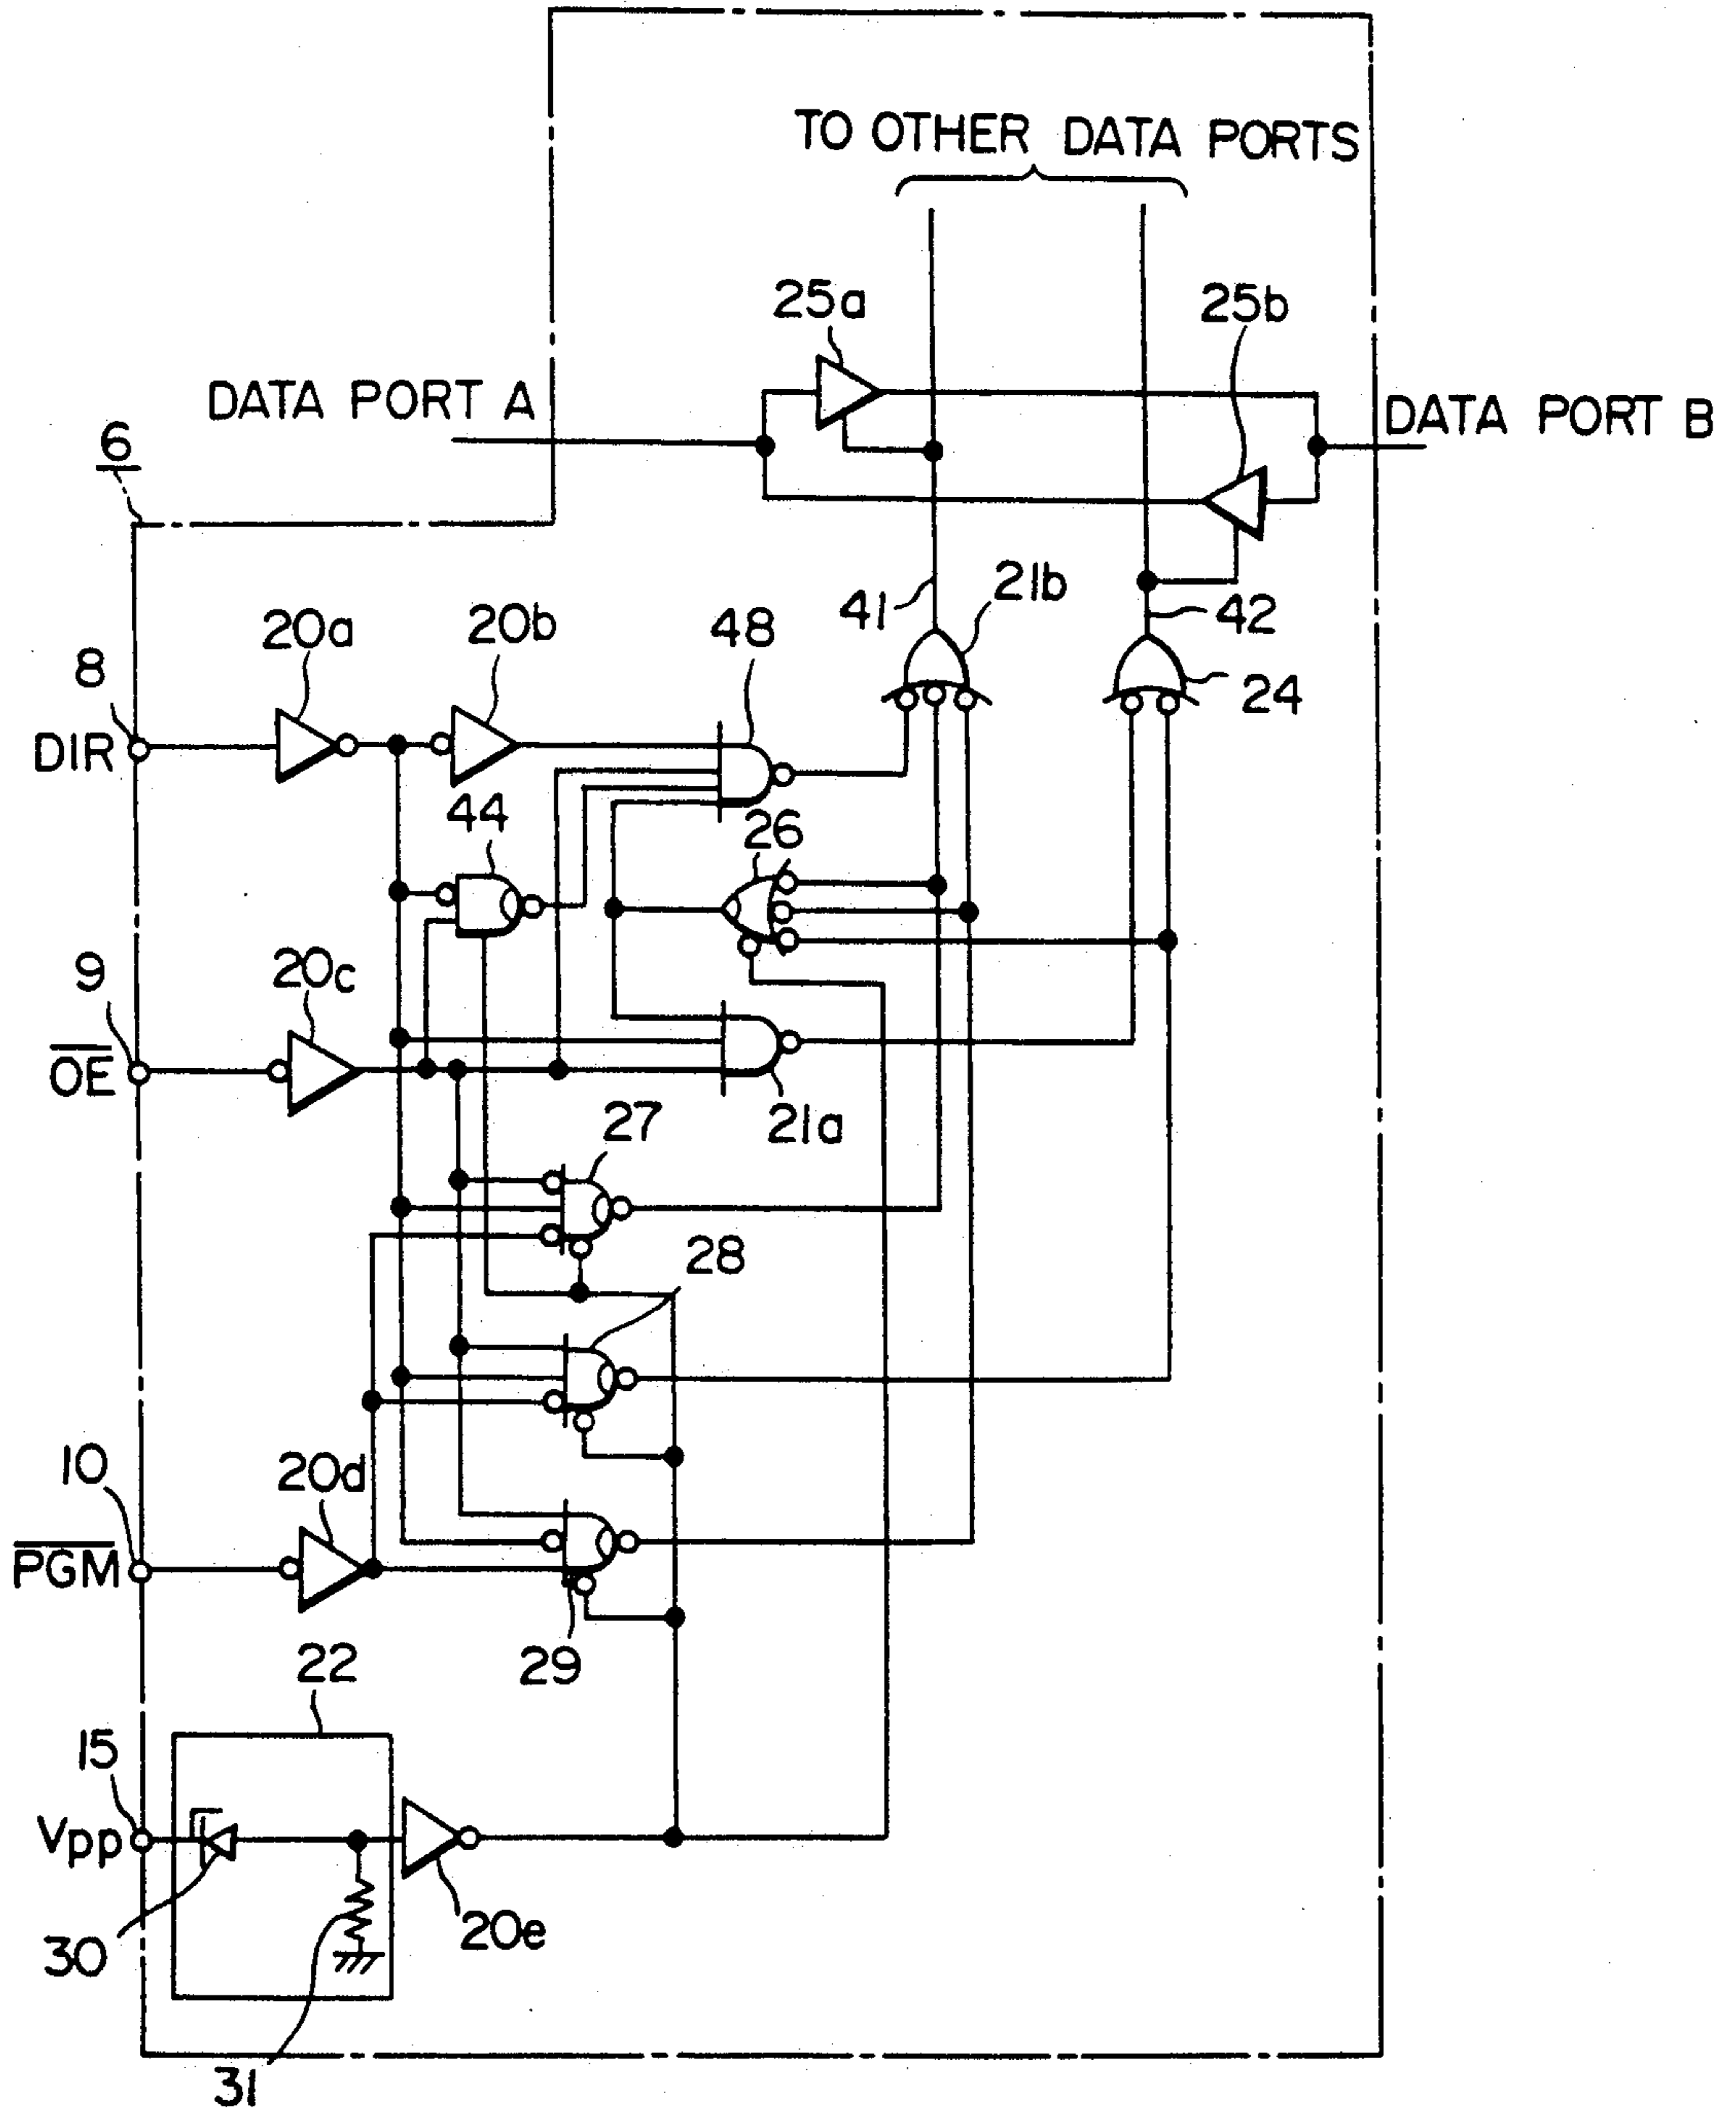 TO OTHER DATA PORTS
25a
25b
DATA PORT A
DATA PORT B
6
21b
41
42
20a
20b
48
8
24
DIR
44
26
9
20c
OE
21a
27
28
10
20d
PGM
29
22
15
Vpp
20e
30
31